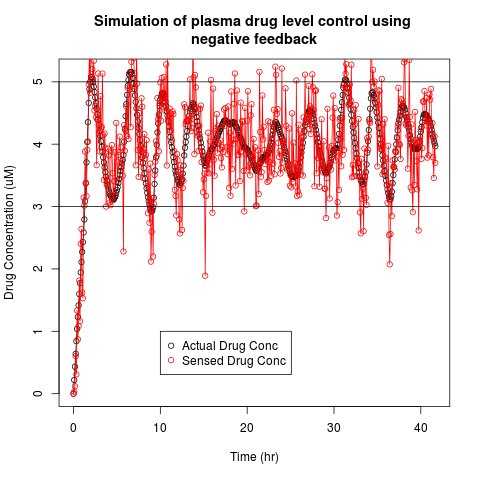 Simulation of plasma drug level control using
negative feedback
Drug Concentration (uM)
5
4
3
2
1
0
Actual Drug Conc
Sensed Drug Conc
0 10 20 30 40
Time (hr)